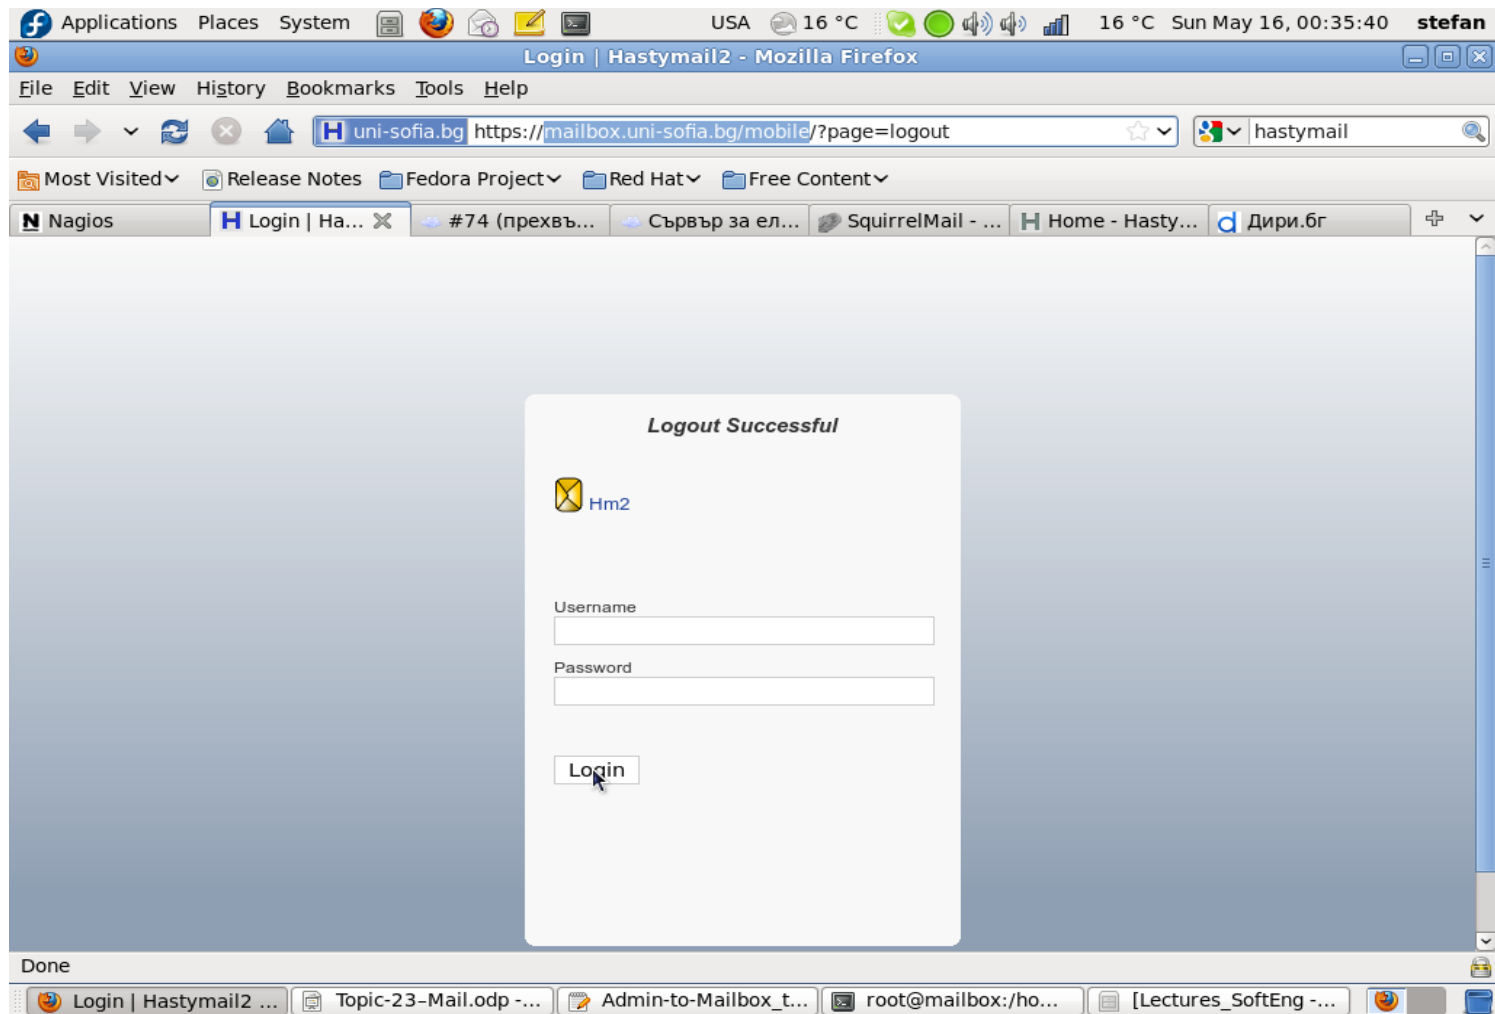 Applications Places System USA 16 °C 16 °C Sun May 16, 00:35:40 stefan
Login | Hastymail2 - Mozilla Firefox
File Edit View History Bookmarks Tools Help
uni-sofia.bg https://mailbox.uni-sofia.bg/mobile/?page=logout hastymail
Most Visited Release Notes Fedora Project Red Hat Free Content
Nagios Login | Ha... #74 (прехвъ... Сървър за ел... SquirrelMail - ... Home - Hasty... Дири.бг
Logout Successful
Hm2
Username
Password
Login
Done
Login | Hastymail2 ... Topic-23–Mail.odp -... Admin-to-Mailbox_t... root@mailbox:/ho... [Lectures_SoftEng -...